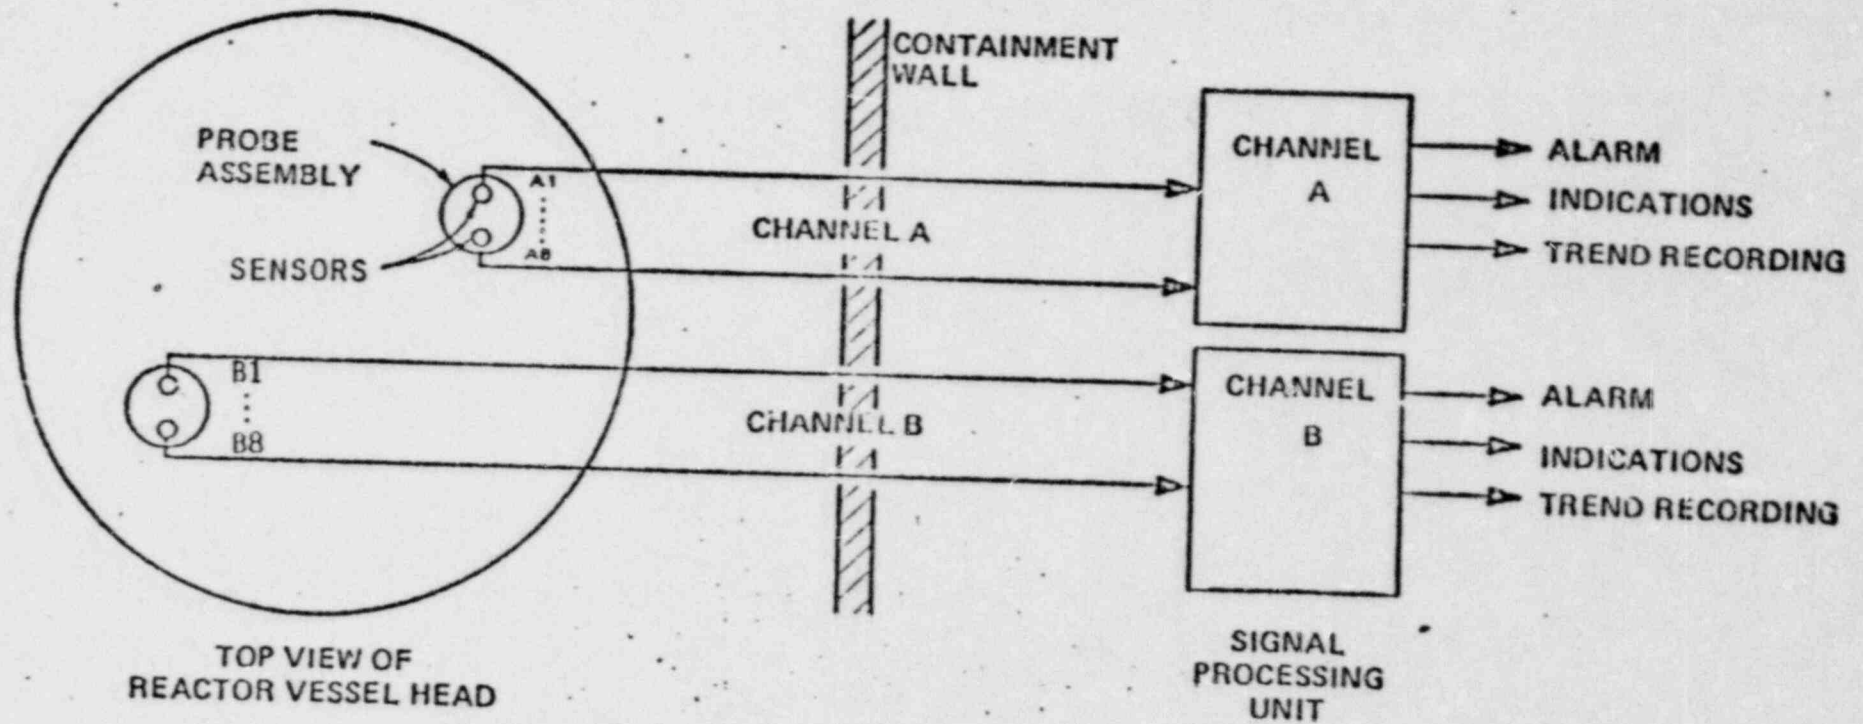 CONTAINMENT
WALL
PROBE
ASSEMBLY
SENSORS
A1
A8
CHANNEL A
CHANNEL
A
ALARM
INDICATIONS
TREND RECORDING
B1
B8
CHANNEL B
CHANNEL
B
ALARM
INDICATIONS
TREND RECORDING
TOP VIEW OF
REACTOR VESSEL HEAD
SIGNAL
PROCESSING
UNIT